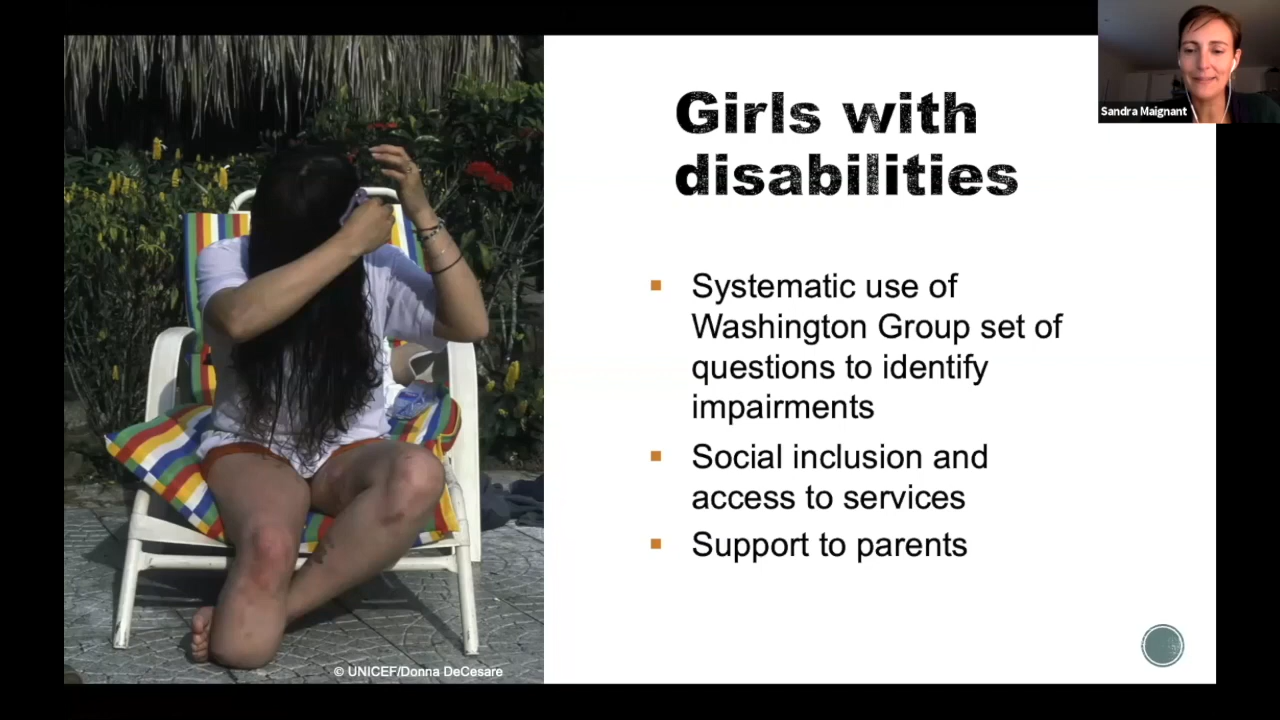 Girls with
disabilities
Systematic use of
Washington Group set of
questions to identify
impairments
Social inclusion and
access to services
Support to parents
© UNICEF/Donna DeCesare
Sandra Maignant